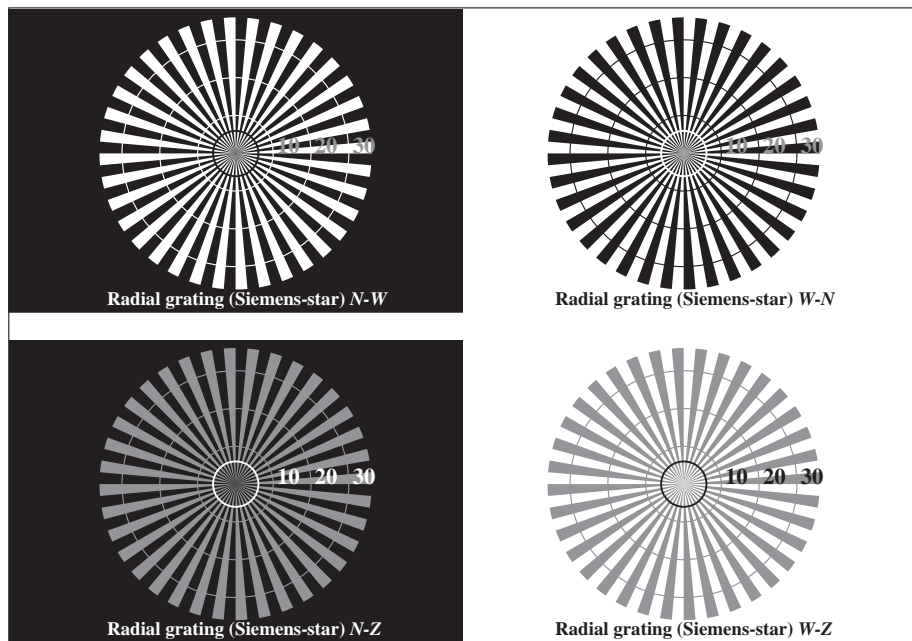 10 20 30
Radial grating (Siemens-star) N-W
10 20 30
Radial grating (Siemens-star) W-N
10 20 30
Radial grating (Siemens-star) N-Z
10 20 30
Radial grating (Siemens-star) W-Z